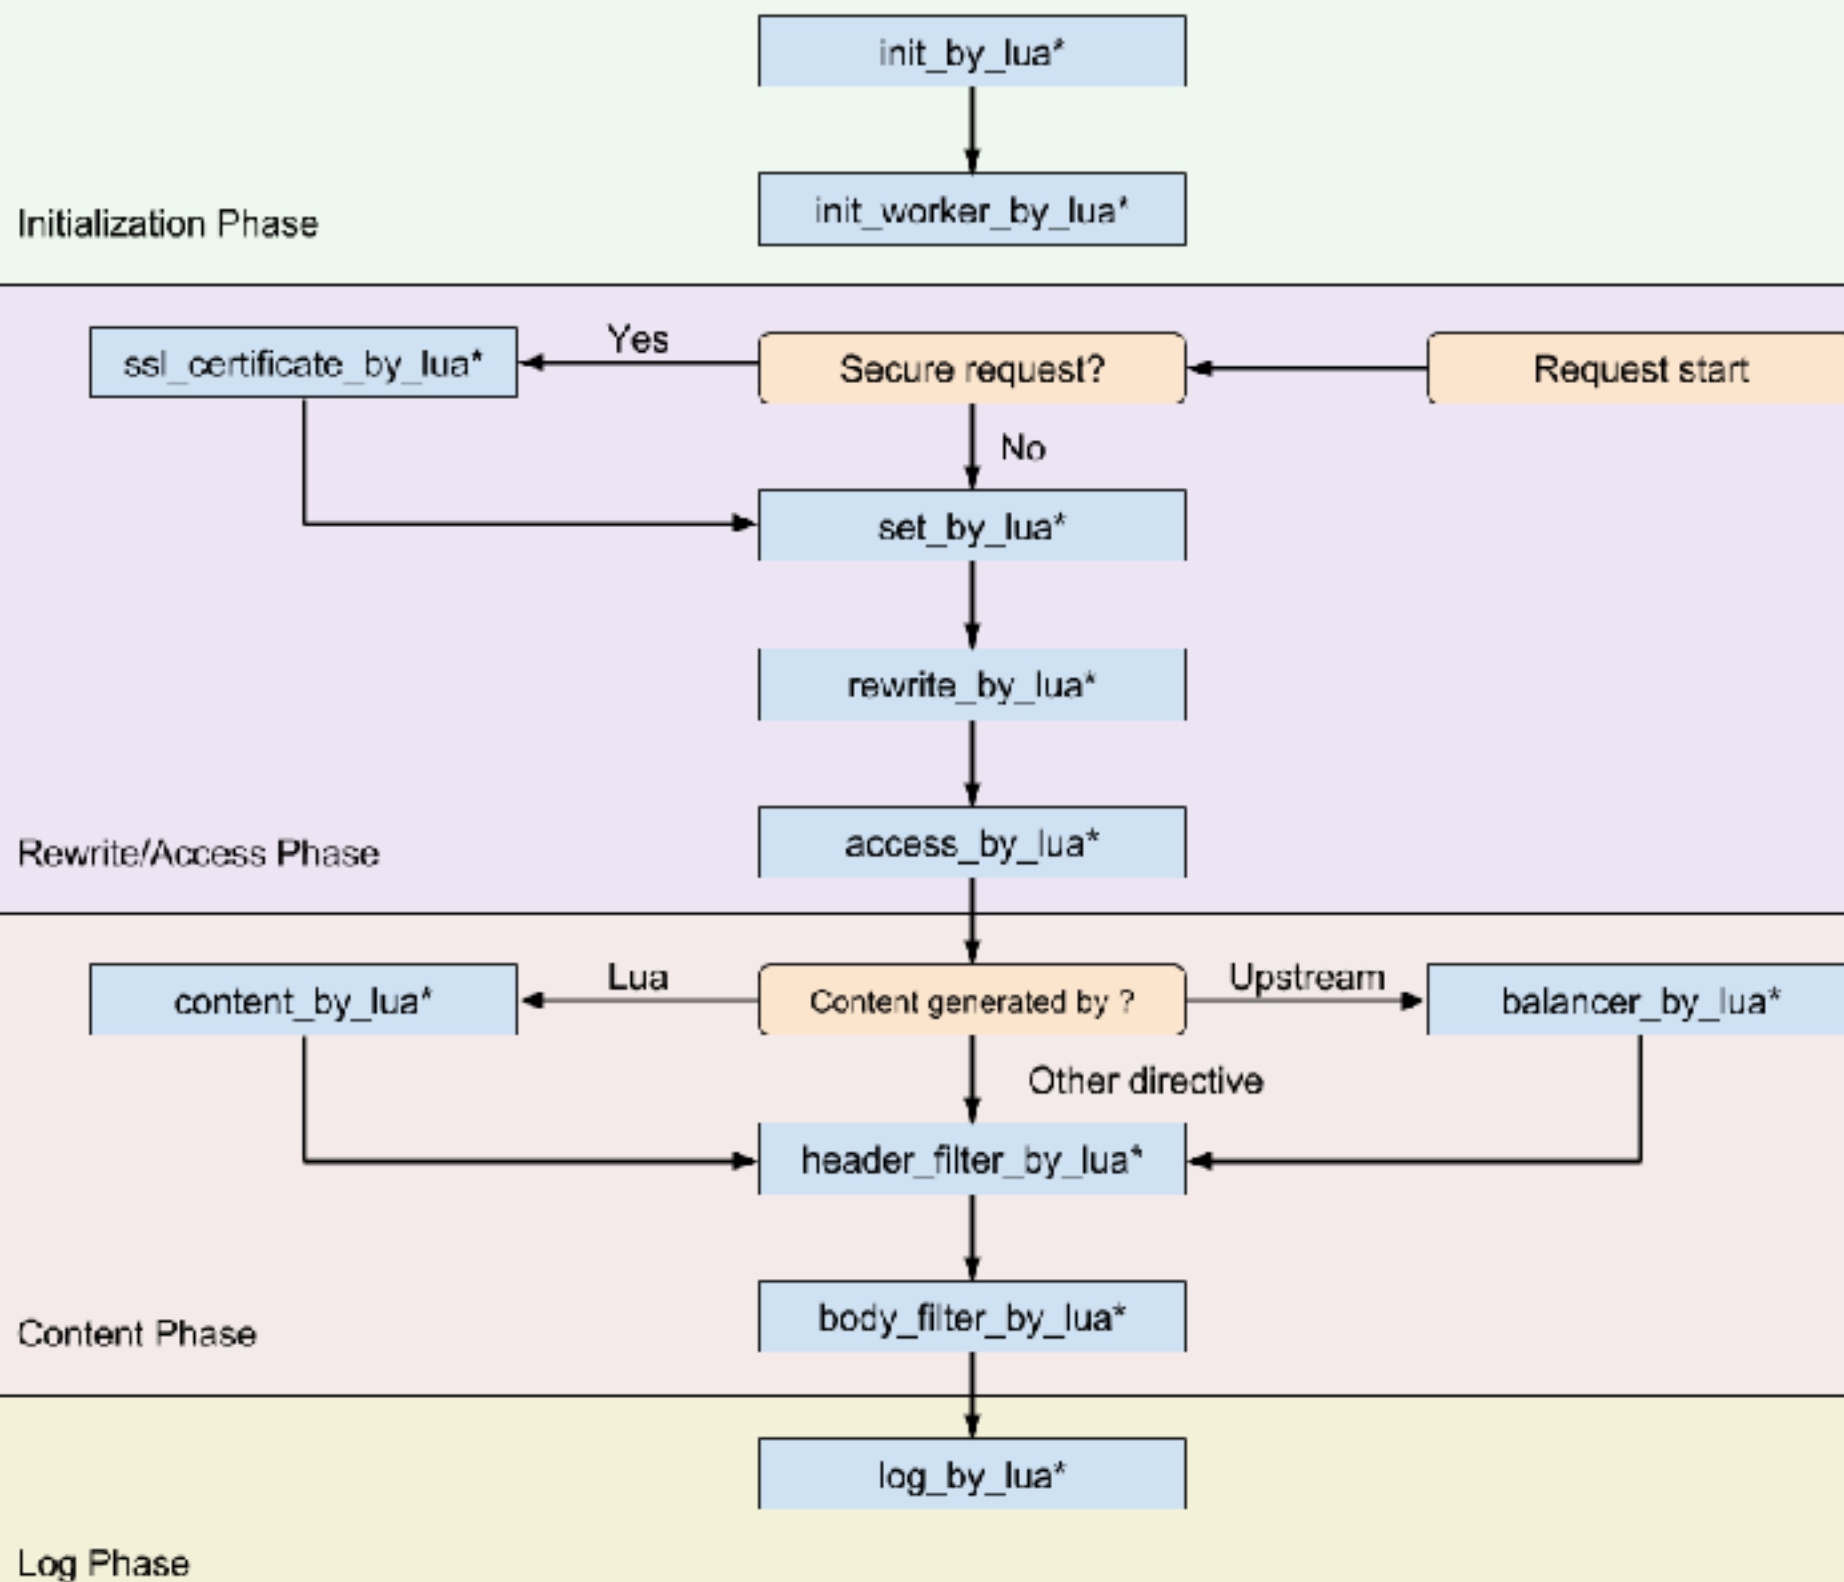 init_by_lua*
init_worker_by_lua*
Initialization Phase
ssl_certificate_by_lua*
Yes
Secure request?
Request start
No
set_by_lua*
rewrite_by_lua*
access_by_lua*
Rewrite/Access Phase
content_by_lua*
Lua
Content generated by ?
Upstream
balancer_by_lua*
Other directive
header_filter_by_lua*
body_filter_by_lua*
Content Phase
log_by_lua*
Log Phase